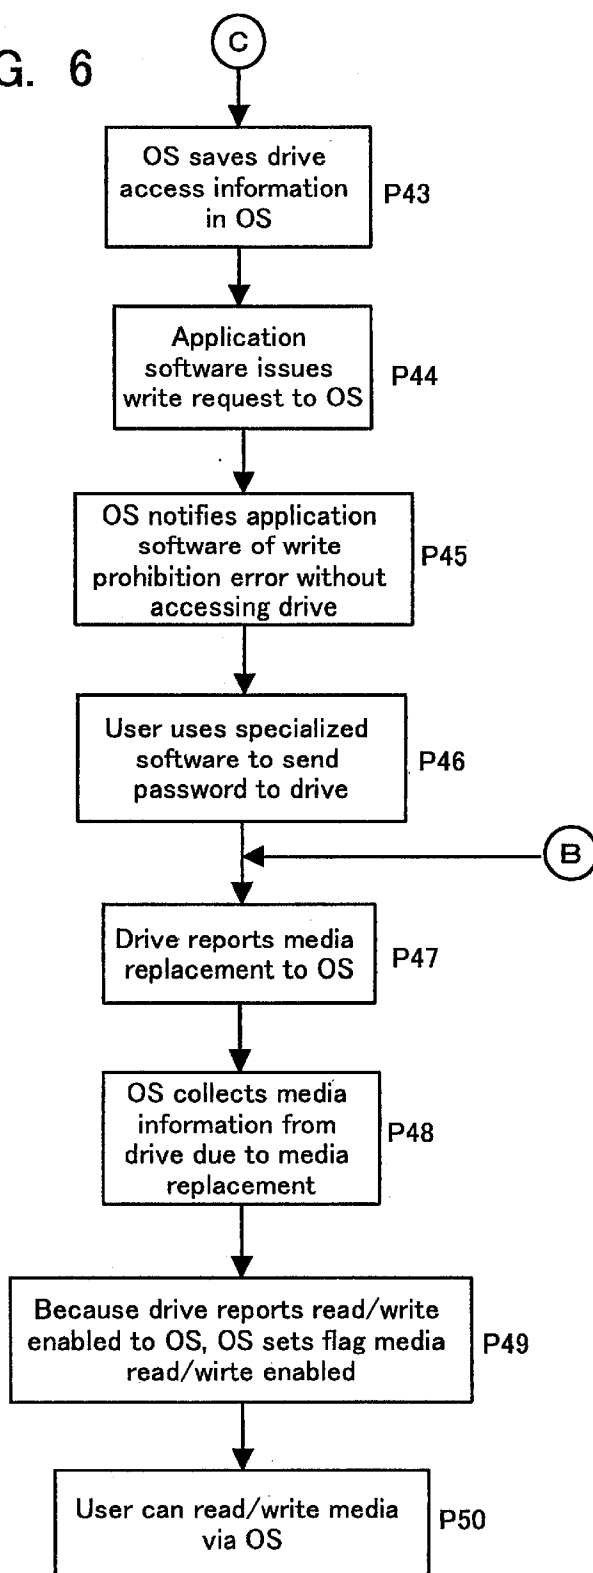 G. 6
C
OS saves drive
access information
in OS
P43
Application
software issues
write request to OS
P44
OS notifies application
software of write
prohibition error without
accessing drive
P45
User uses specialized
software to send
password to drive
P46
B
Drive reports media
replacement to OS
P47
OS collects media
information from
drive due to media
replacement
P48
Because drive reports read/write
enabled to OS, OS sets flag media
read/wirte enabled
P49
User can read/write media
via OS
P50